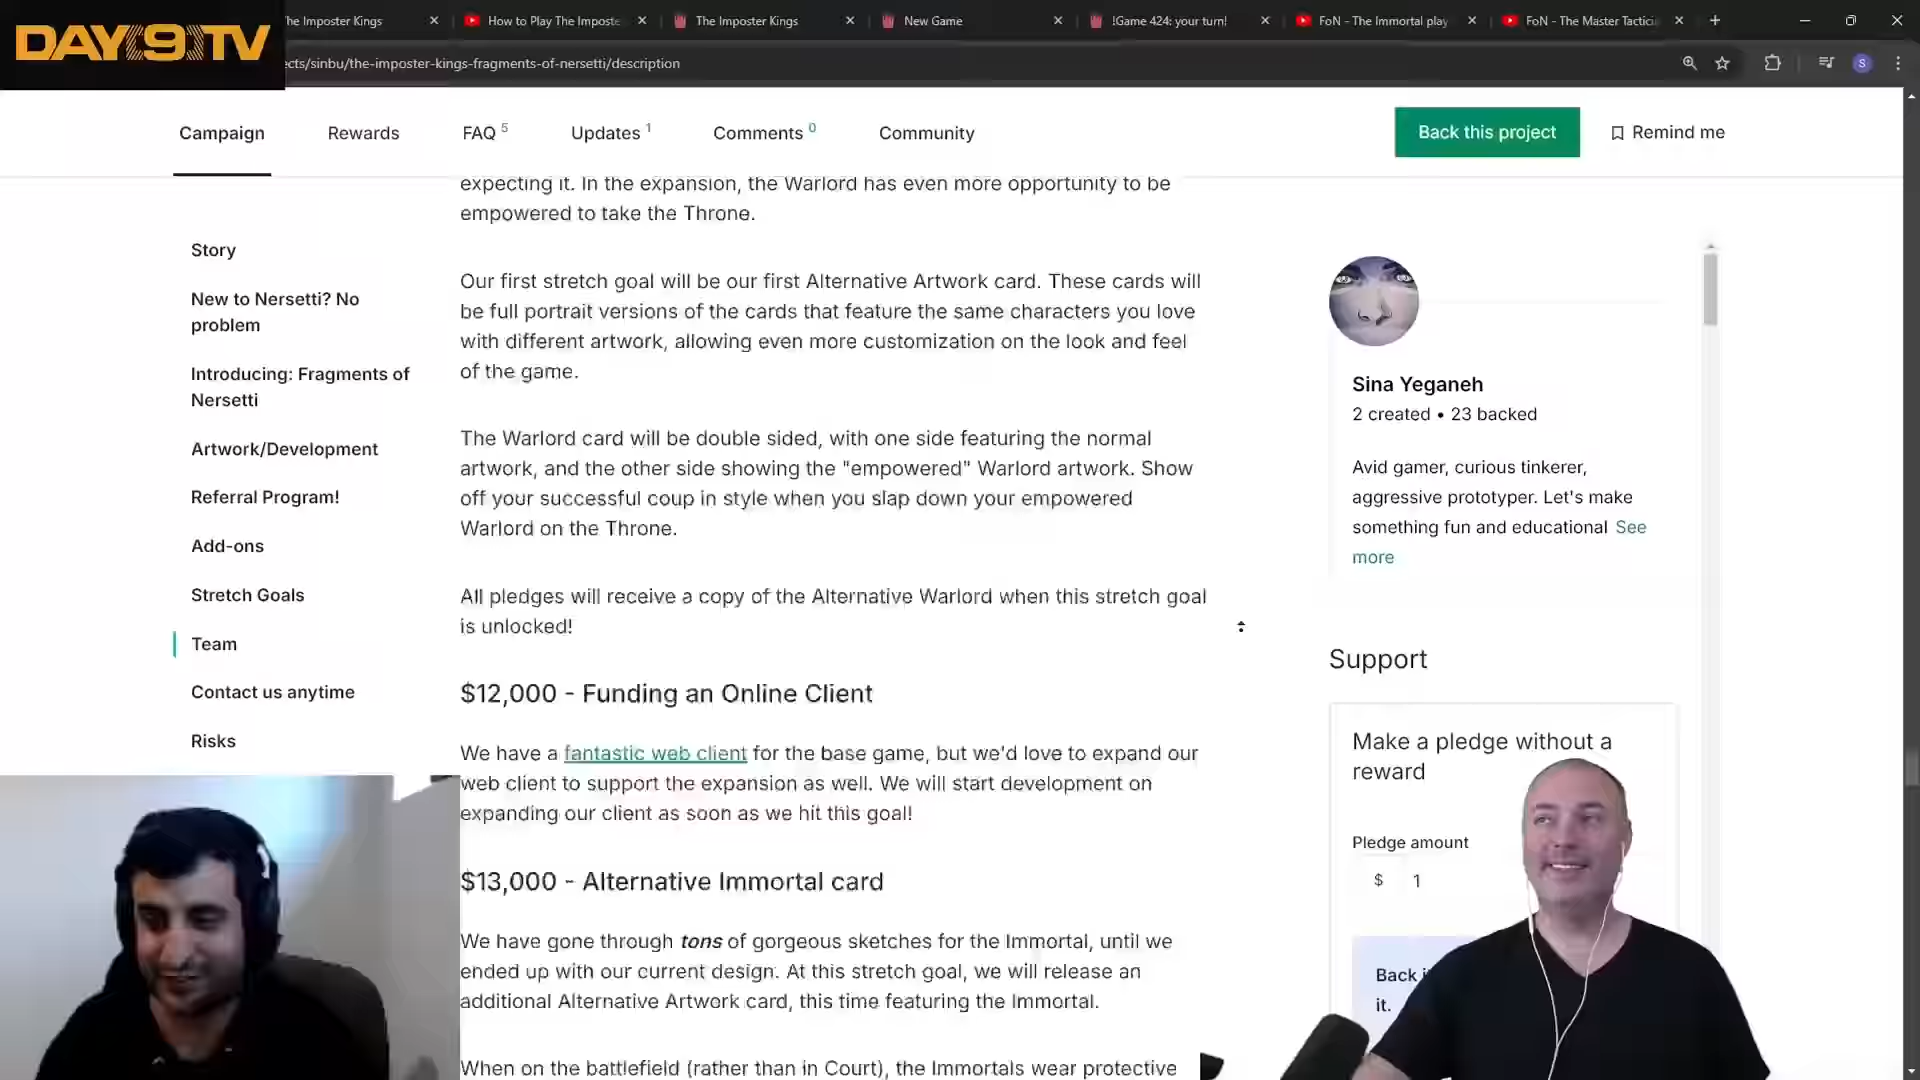 DAY[9]TV
The Imposter Kings
How to Play The Imposte
The Imposter Kings
New Game
!Game 424: your turn!
FoN - The Immortal play
FoN - The Master Tactici
ects/sinbu/the-imposter-kings-fragments-of-nersetti/description
S
Campaign
Rewards
FAQ 5
Updates 1
Comments 0
Community
Back this project
Remind me
Story
New to Nersetti? No
problem
Introducing: Fragments of
Nersetti
Artwork/Development
Referral Program!
Add-ons
Stretch Goals
Team
Contact us anytime
Risks
expecting it. In the expansion, the Warlord has even more opportunity to be
empowered to take the Throne.
Our first stretch goal will be our first Alternative Artwork card. These cards will
be full portrait versions of the cards that feature the same characters you love
with different artwork, allowing even more customization on the look and feel
of the game.
The Warlord card will be double sided, with one side featuring the normal
artwork, and the other side showing the "empowered" Warlord artwork. Show
off your successful coup in style when you slap down your empowered
Warlord on the Throne.
All pledges will receive a copy of the Alternative Warlord when this stretch goal
is unlocked!
$12,000 - Funding an Online Client
We have a fantastic web client for the base game, but we'd love to expand our
web client to support the expansion as well. We will start development on
expanding our client as soon as we hit this goal!
$13,000 - Alternative Immortal card
We have gone through tons of gorgeous sketches for the Immortal, until we
ended up with our current design. At this stretch goal, we will release an
additional Alternative Artwork card, this time featuring the Immortal.
When on the battlefield (rather than in Court), the Immortals wear protective
Sina Yeganeh
2 created • 23 backed
Avid gamer, curious tinkerer,
aggressive prototyper. Let's make
something fun and educational See
more
Support
Make a pledge without a
reward
Pledge amount
$ 1
Back i
it.